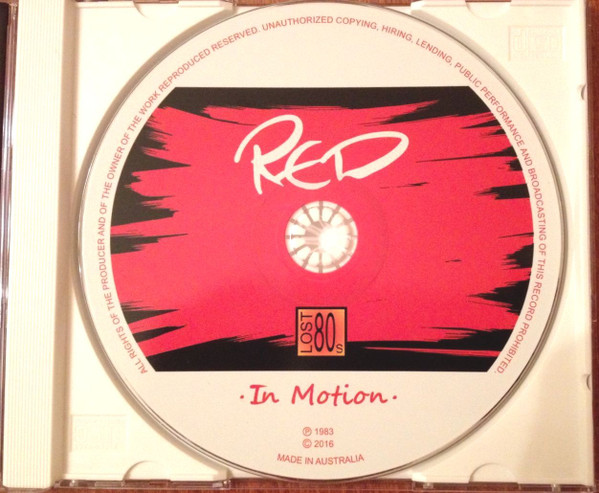 ALL RIGHTS OF THE PRODUCER AND OF THE OWNER OF THE WORK REPRODUCED RESERVED. UNAUTHORIZED COPYING, HIRING, LENDING, PUBLIC PERFORMANCE AND BROADCASTING OF THIS RECORD PROHIBITED.
RED
LOST 80s
·In Motion·
℗ 1983
© 2016
MADE IN AUSTRALIA